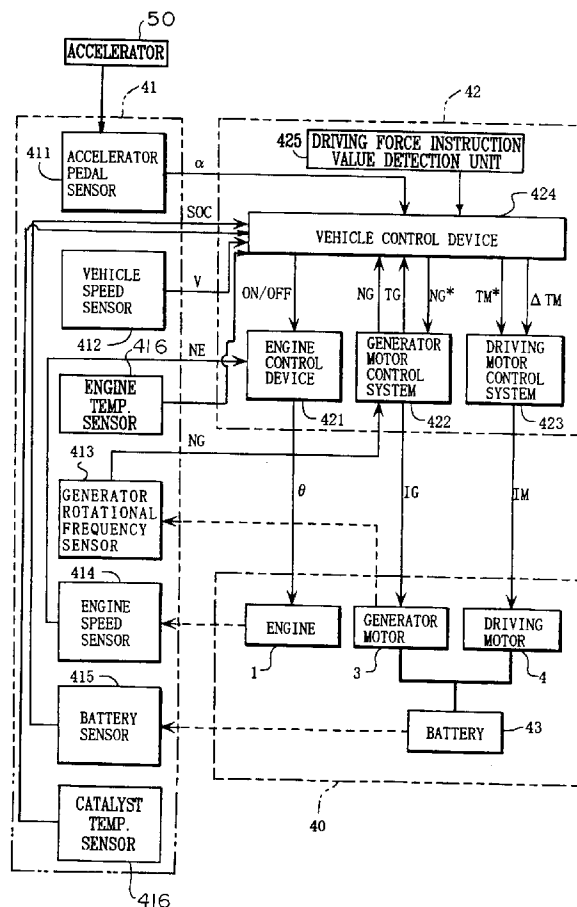 50
ACCELERATOR
41
42
411
ACCELERATOR
PEDAL
SENSOR
α
425
DRIVING FORCE INSTRUCTION
VALUE DETECTION UNIT
424
SOC
VEHICLE CONTROL DEVICE
VEHICLE
SPEED
SENSOR
412
V
ON/OFF
NG
TG
NG*
TM*
Δ TM
416
ENGINE
TEMP.
SENSOR
NE
ENGINE
CONTROL
DEVICE
421
GENERATOR
MOTOR
CONTROL
SYSTEM
422
DRIVING
MOTOR
CONTROL
SYSTEM
423
NG
413
GENERATOR
ROTATIONAL
FREQUENCY
SENSOR
θ
IG
IM
414
ENGINE
SPEED
SENSOR
ENGINE
1
GENERATOR
MOTOR
3
DRIVING
MOTOR
4
415
BATTERY
SENSOR
BATTERY
43
CATALYST
TEMP.
SENSOR
416
40